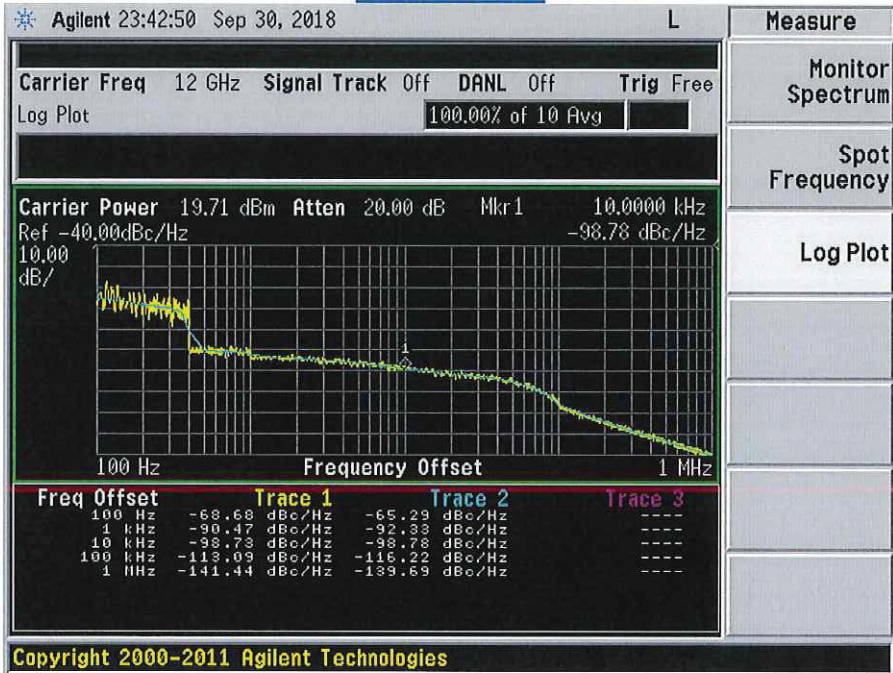 Agilent 23:42:50 Sep 30, 2018 L
Measure
Carrier Freq 12 GHz Signal Track Off DANL Off Trig Free
Log Plot 100.00% of 10 Avg
Carrier Power 19.71 dBm Atten 20.00 dB Mkr1 10.0000 kHz
Ref -40.00dBc/Hz -98.78 dBc/Hz
10.00
dB/
1
100 Hz Frequency Offset 1 MHz
Freq Offset Trace 1 Trace 2 Trace 3
100 Hz -68.68 dBc/Hz -65.29 dBc/Hz ----
1 kHz -90.47 dBc/Hz -92.33 dBc/Hz ----
10 kHz -98.73 dBc/Hz -98.78 dBc/Hz ----
100 kHz -113.09 dBc/Hz -116.22 dBc/Hz ----
1 MHz -141.44 dBc/Hz -139.69 dBc/Hz ----
Monitor
Spectrum
Spot
Frequency
Log Plot
Copyright 2000-2011 Agilent Technologies